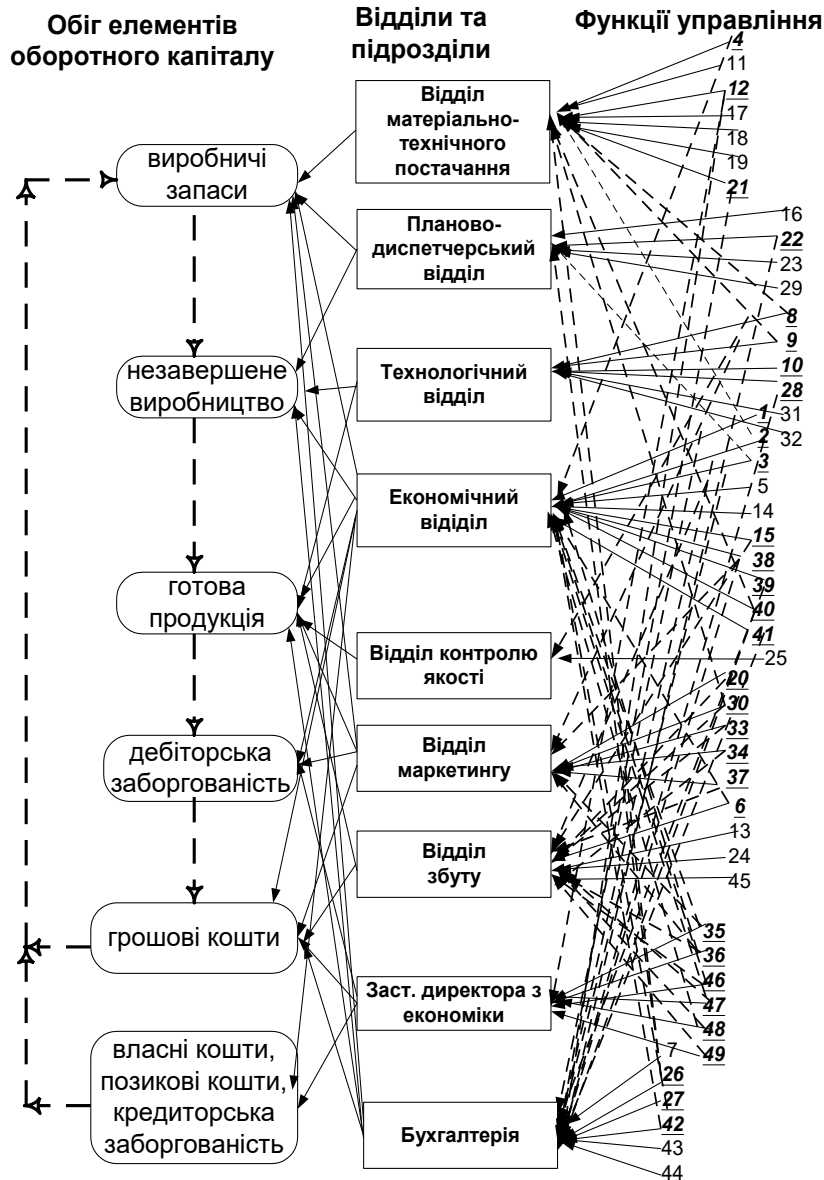 Обіг елементів
оборотного капіталу
Відділи та
підрозділи
Функції управління
виробничі
запаси
незавершене
виробництво
готова
продукція
дебіторська
заборгованість
грошові кошти
власні кошти,
позикові кошти,
кредиторська
заборгованість
Відділ
матеріально-
технічного
постачання
Планово-
диспетчерський
відділ
Технологічний
відділ
Економічний
відіділ
Відділ контролю
якості
Відділ
маркетингу
Відділ
збуту
Заст. директора з
економіки
Бухгалтерія
4
11
12
17
18
19
21
16
22
23
29
8
9
10
28
1
31
2
32
3
5
14
15
38
39
40
41
25
20
30
33
34
37
6
13
24
45
35
36
46
47
48
49
7
26
27
42
43
44